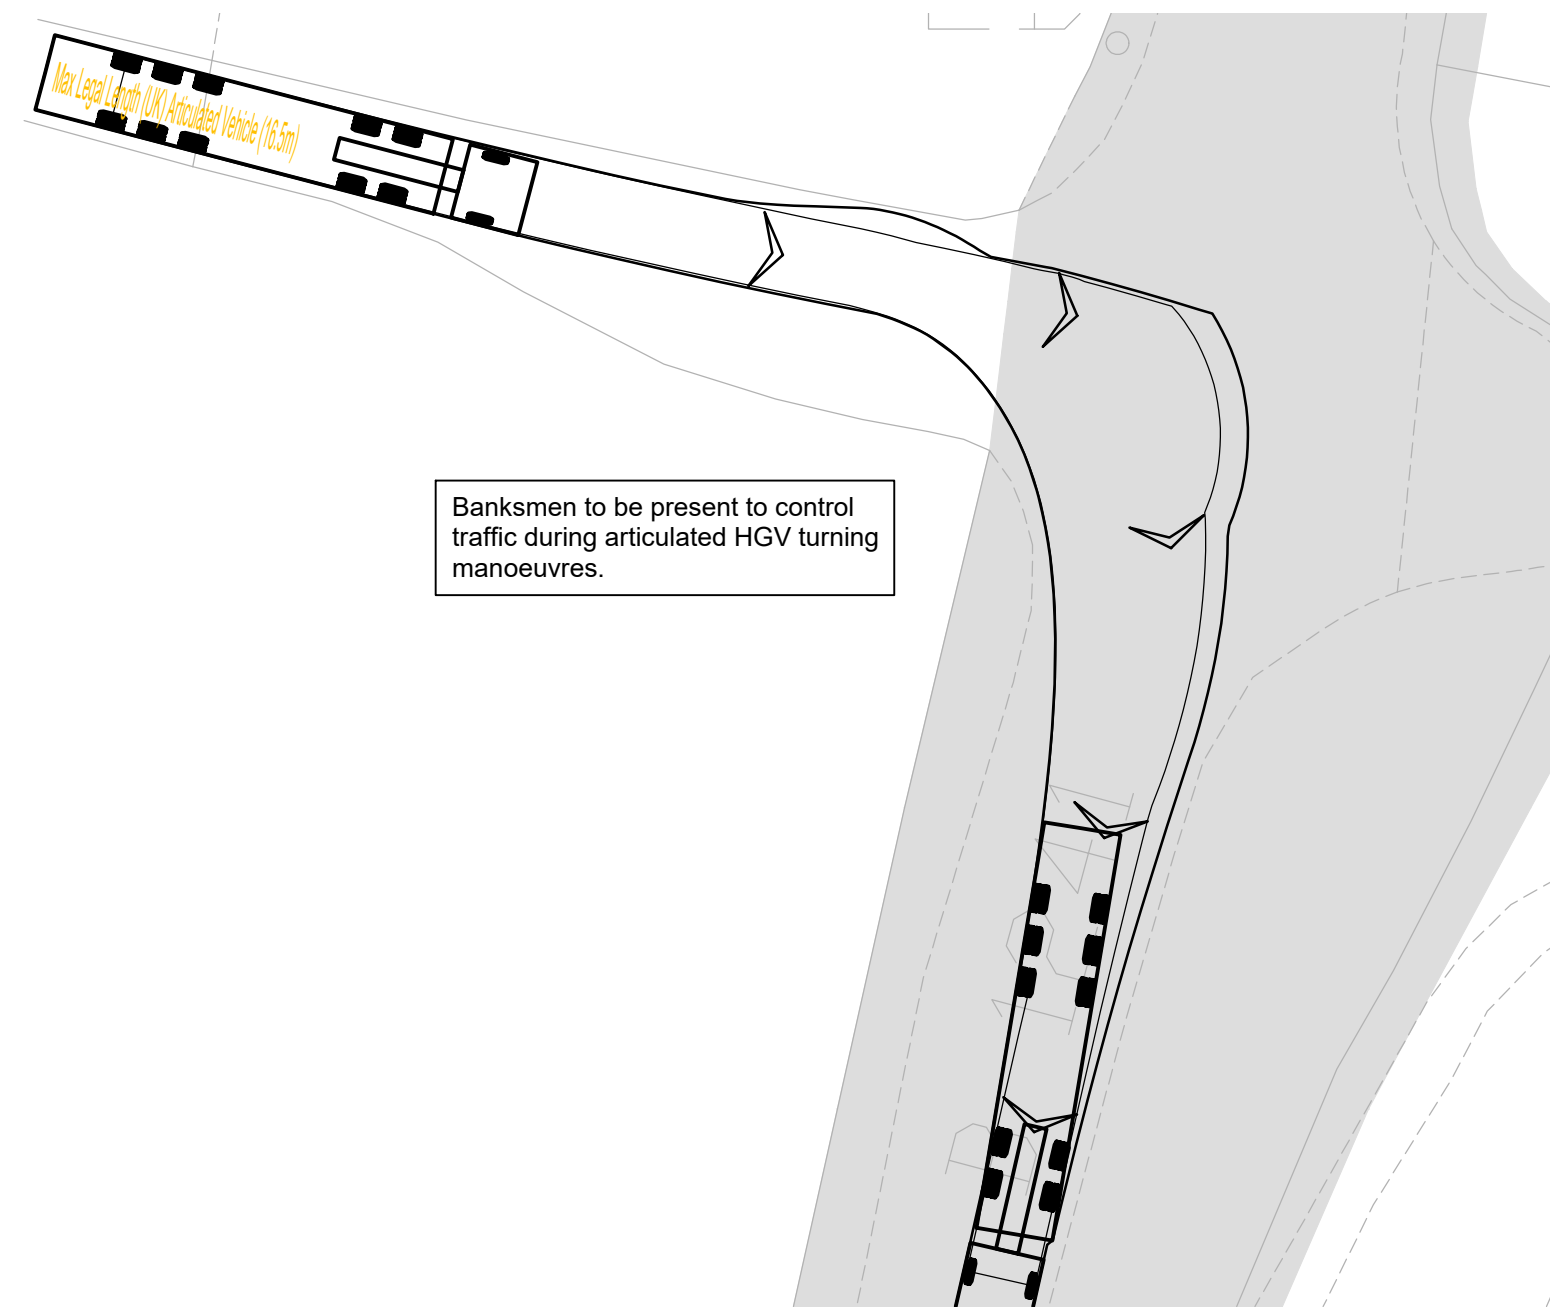 Max Legal Length (UK) Articulated Vehicle (16.5m)
Banksmen to be present to control
traffic during articulated HGV turning
manoeuvres.